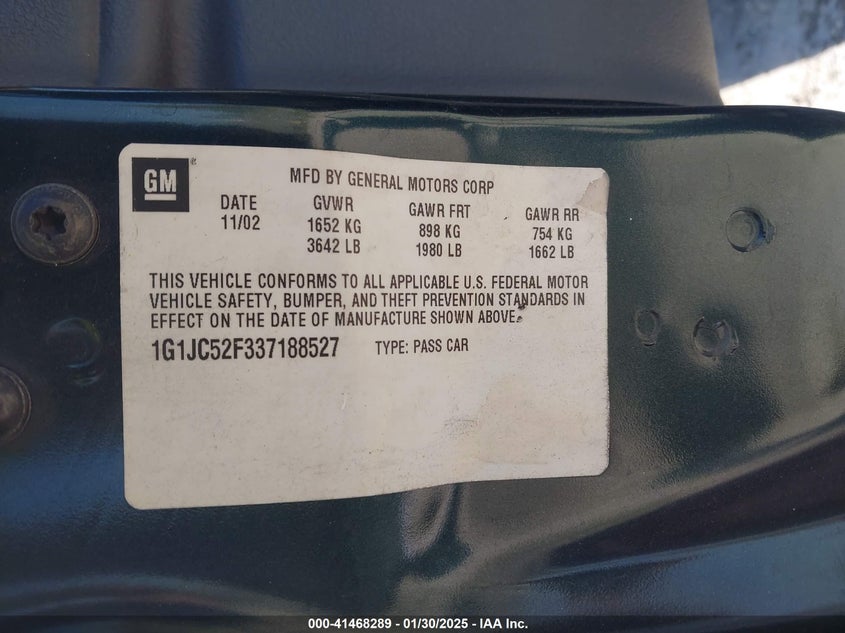 GM
MFD BY GENERAL MOTORS CORP
DATE GVWR GAWR FRT GAWR RR
11/02 1652 KG 898 KG 754 KG
3642 LB 1980 LB 1662 LB
THIS VEHICLE CONFORMS TO ALL APPLICABLE U.S. FEDERAL MOTOR
VEHICLE SAFETY, BUMPER, AND THEFT PREVENTION STANDARDS IN
EFFECT ON THE DATE OF MANUFACTURE SHOWN ABOVE.
1G1JC52F337188527 TYPE: PASS CAR
000-41468289 - 01/30/2025 - IAA Inc.